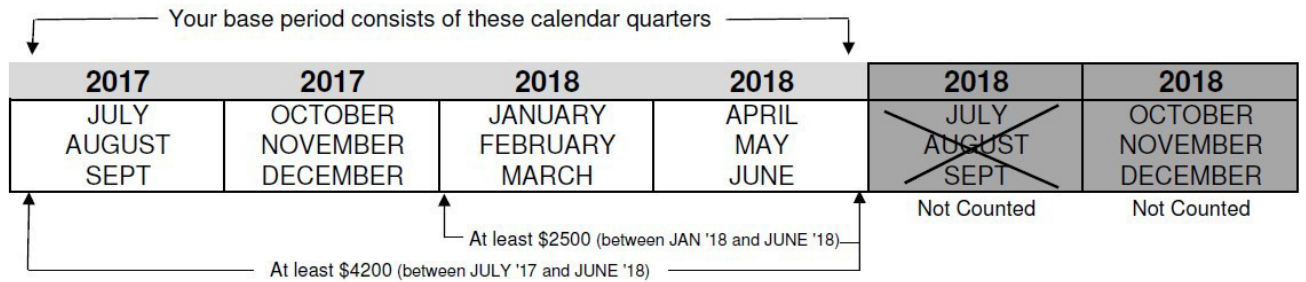 Your base period consists of these calendar quarters
2017 2017 2018 2018 2018 2018
JULY OCTOBER JANUARY APRIL JULY OCTOBER
AUGUST NOVEMBER FEBRUARY MAY AUGUST NOVEMBER
SEPT DECEMBER MARCH JUNE SEPT DECEMBER
Not Counted Not Counted
At least $2500 (between JAN '18 and JUNE '18)
At least $4200 (between JULY '17 and JUNE '18)